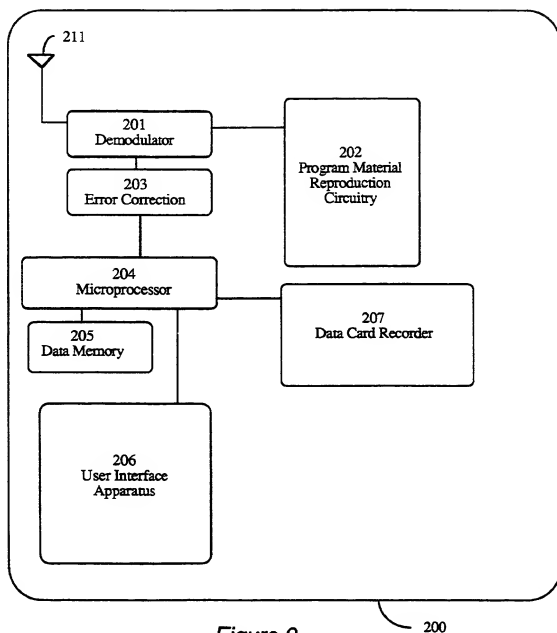 211
201
Demodulator
202
Program Material
Reproduction
Circuitry
203
Error Correction
204
Microprocessor
205
Data Memory
207
Data Card Recorder
206
User Interface
Apparatus
200